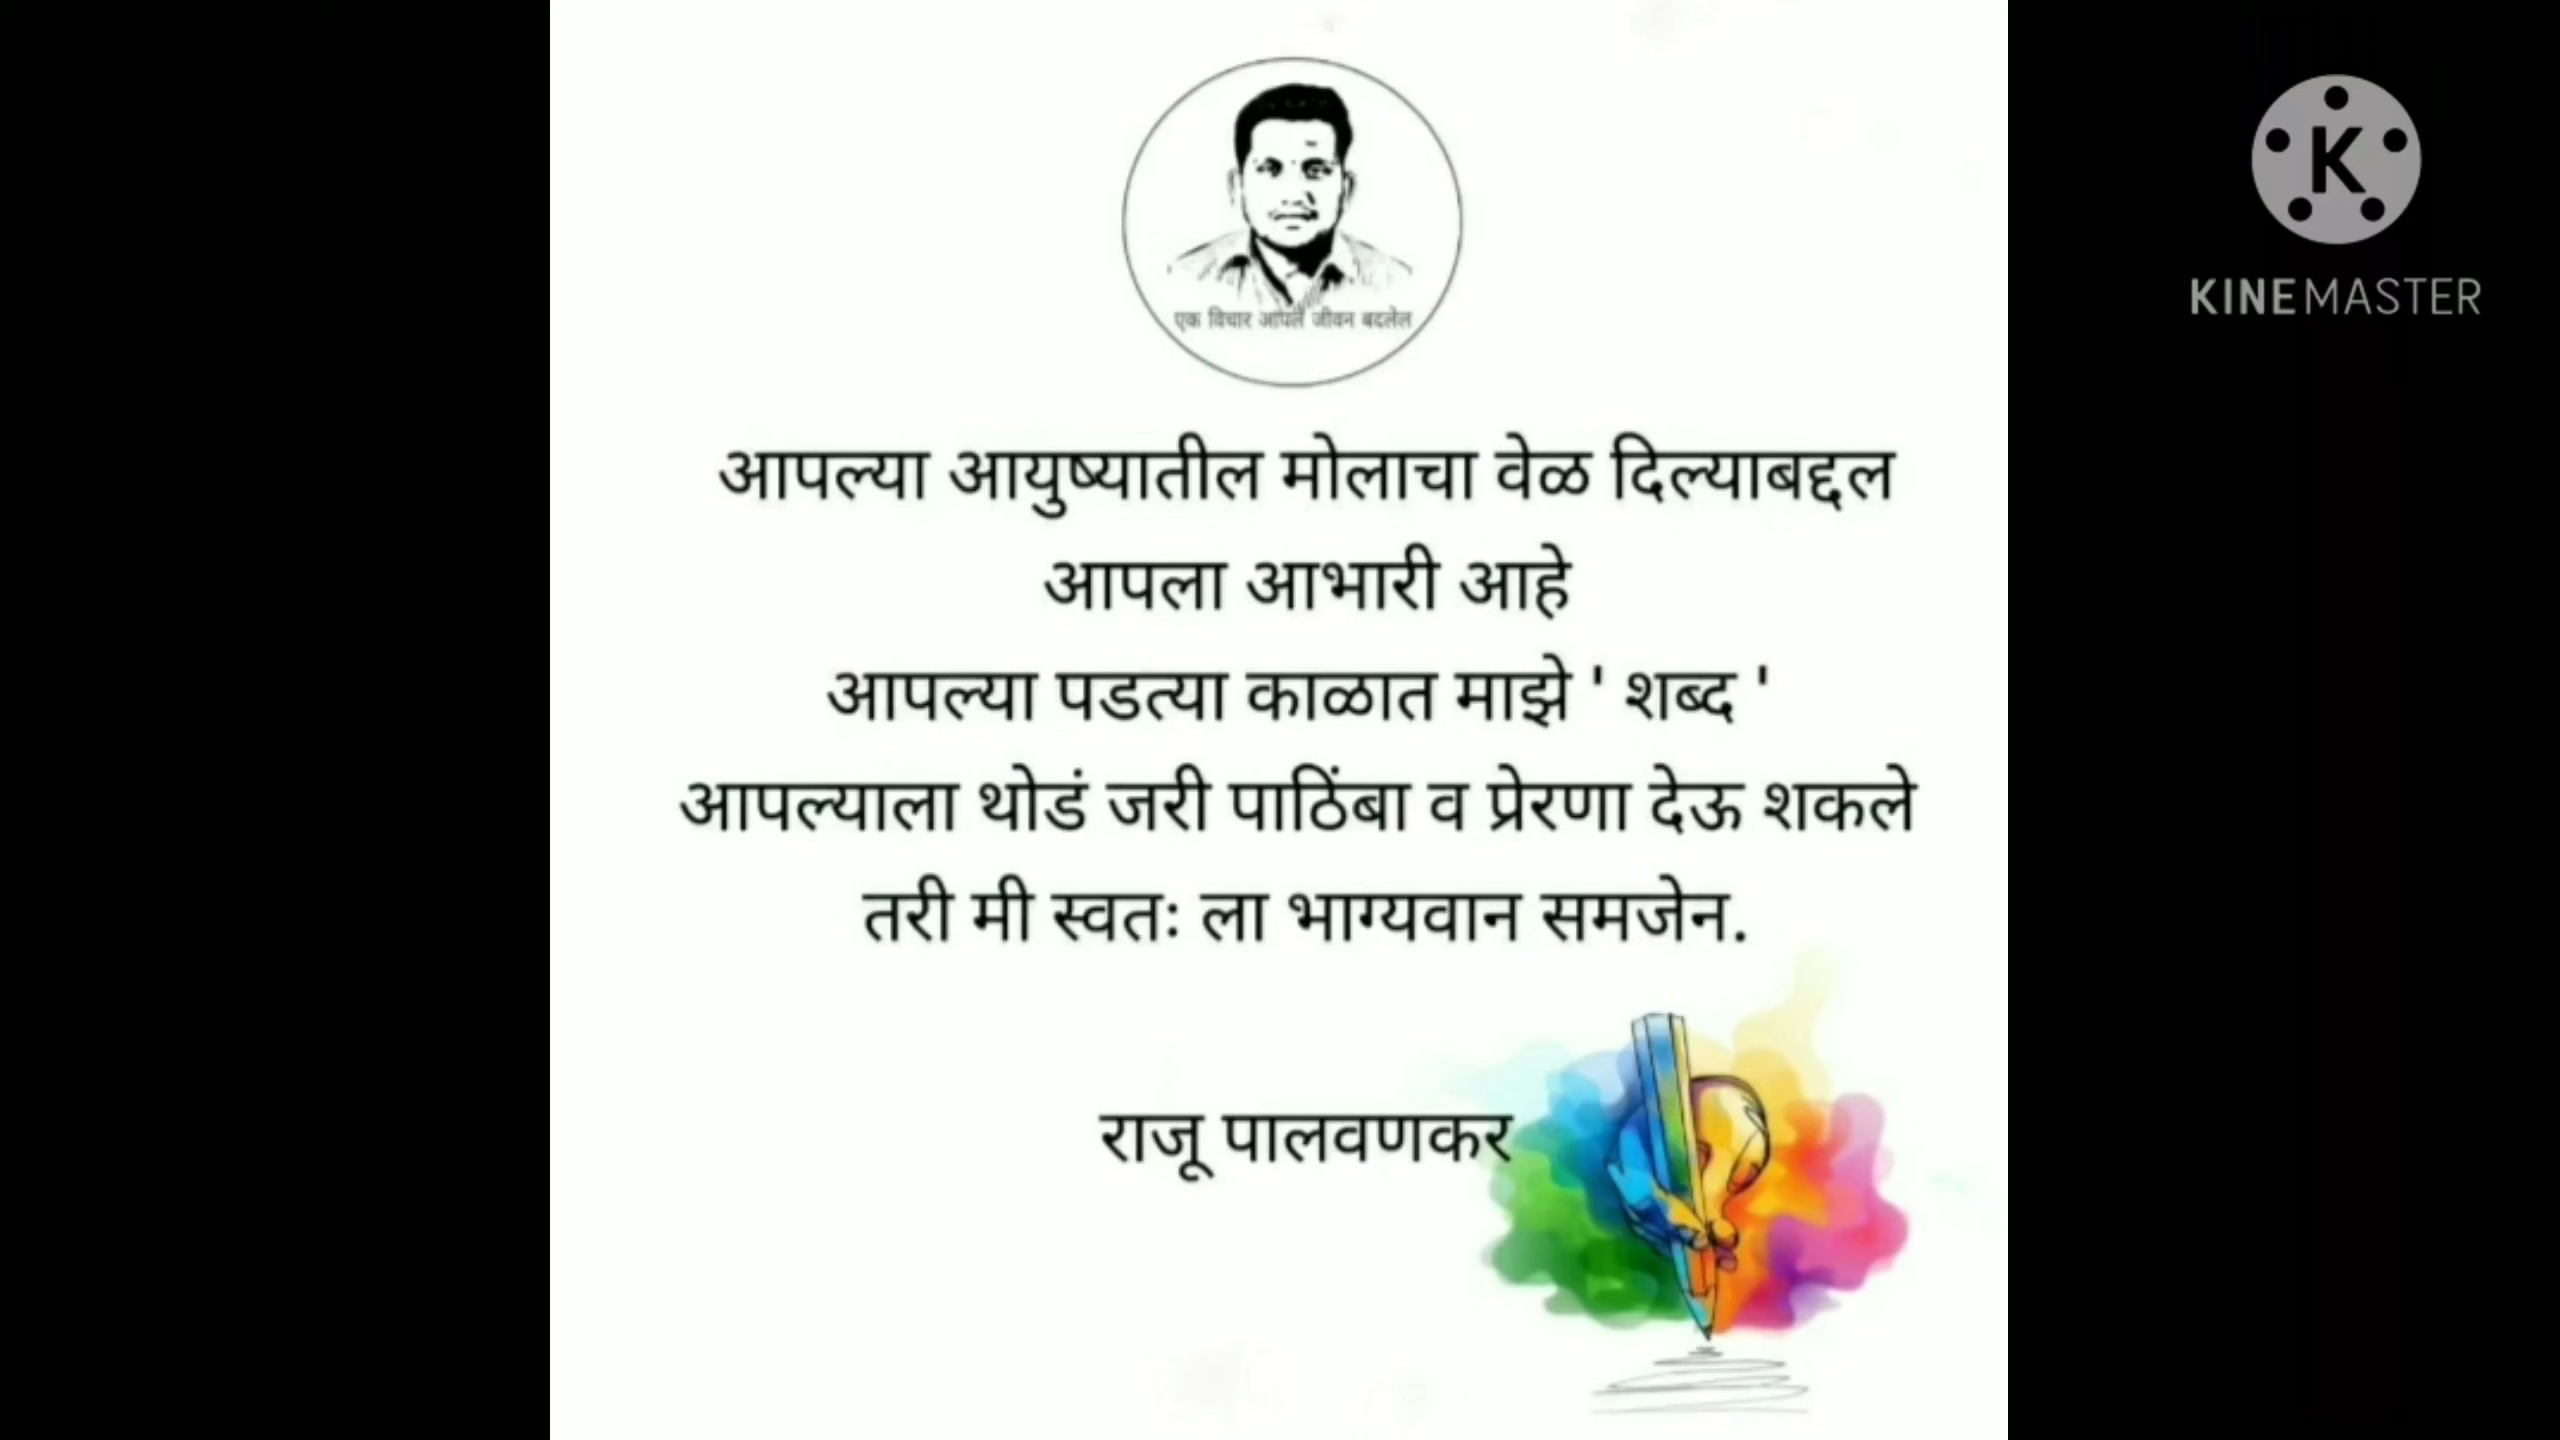 एक विचार आपले जीवन बदलेल
आपल्या आयुष्यातील मोलाचा वेळ दिल्याबद्दल
आपला आभारी आहे
आपल्या पडत्या काळात माझे ' शब्द '
आपल्याला थोडं जरी पाठिंबा व प्रेरणा देऊ शकले
तरी मी स्वतः ला भाग्यवान समजेन.
राजू पालवणकर
K
KINEMASTER